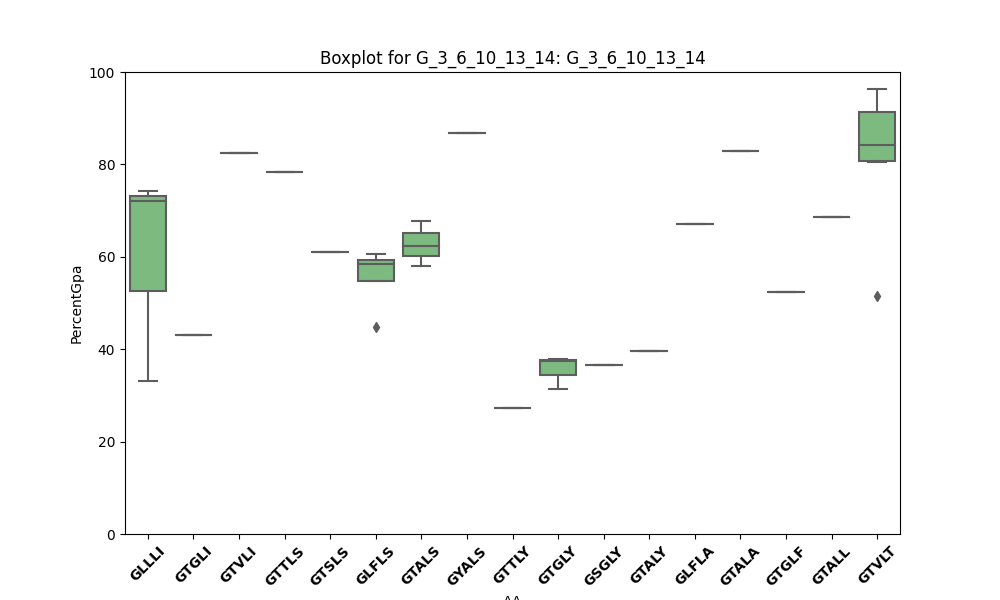 Boxplot for G_3_6_10_13_14: G_3_6_10_13_14
100
80
60
40
20
0
PercentGpa
GLLLI
GTGLI
GTVLI
GTTLS
GTSLS
GLFLS
GTALS
GYALS
GTTLY
GTGLY
GSGLY
GTALY
GLFLA
GTALA
GTGLF
GTALL
GTVLT
AA